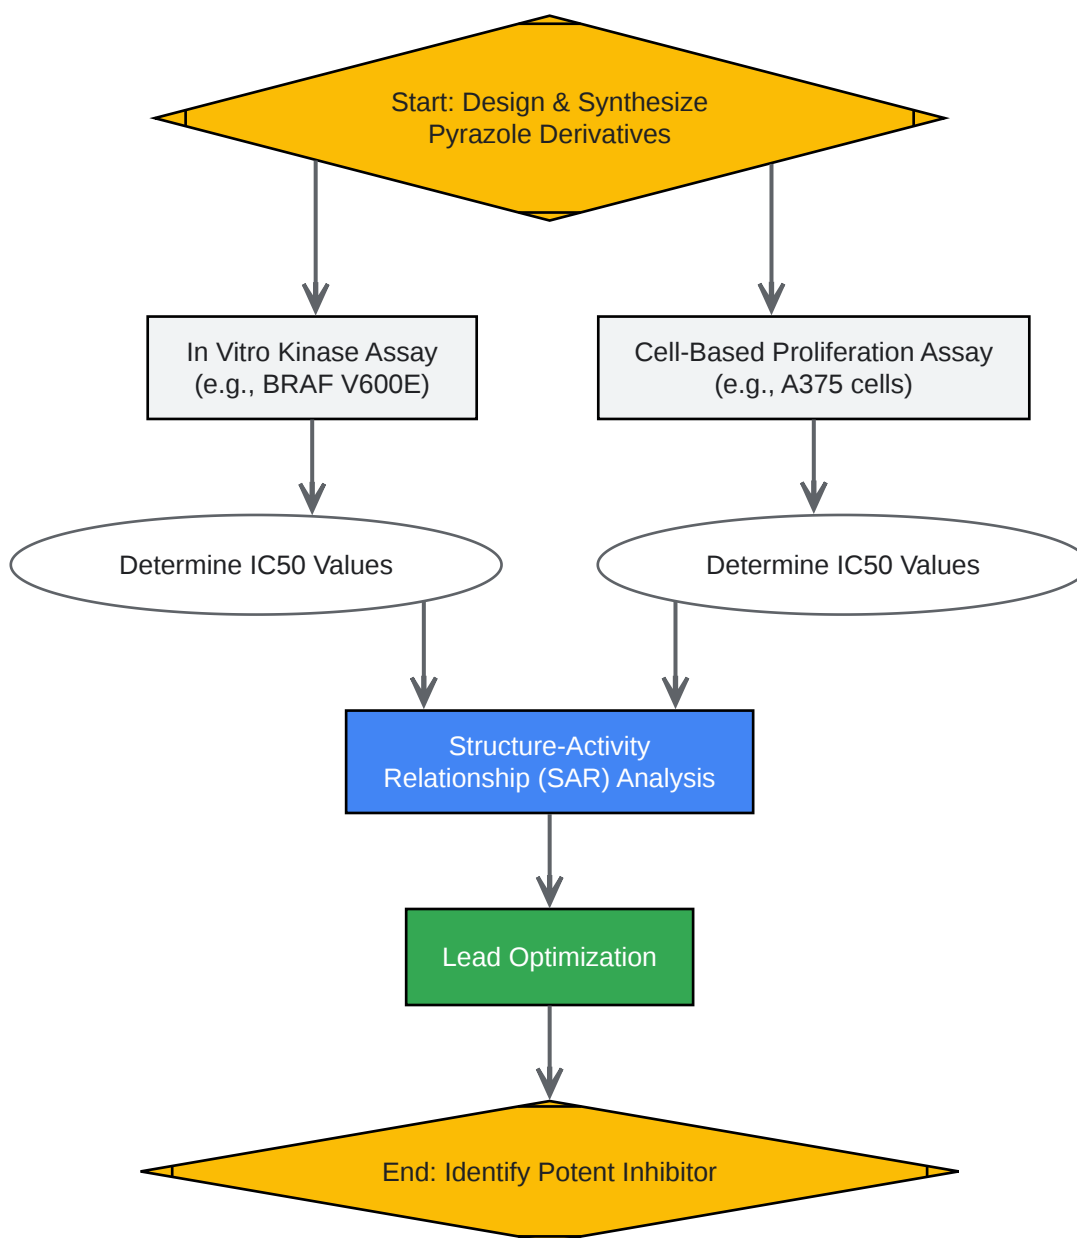 Start: Design & Synthesize
Pyrazole Derivatives
In Vitro Kinase Assay
(e.g., BRAF V600E)
Cell-Based Proliferation Assay
(e.g., A375 cells)
Determine IC50 Values
Determine IC50 Values
Structure-Activity
Relationship (SAR) Analysis
Lead Optimization
End: Identify Potent Inhibitor